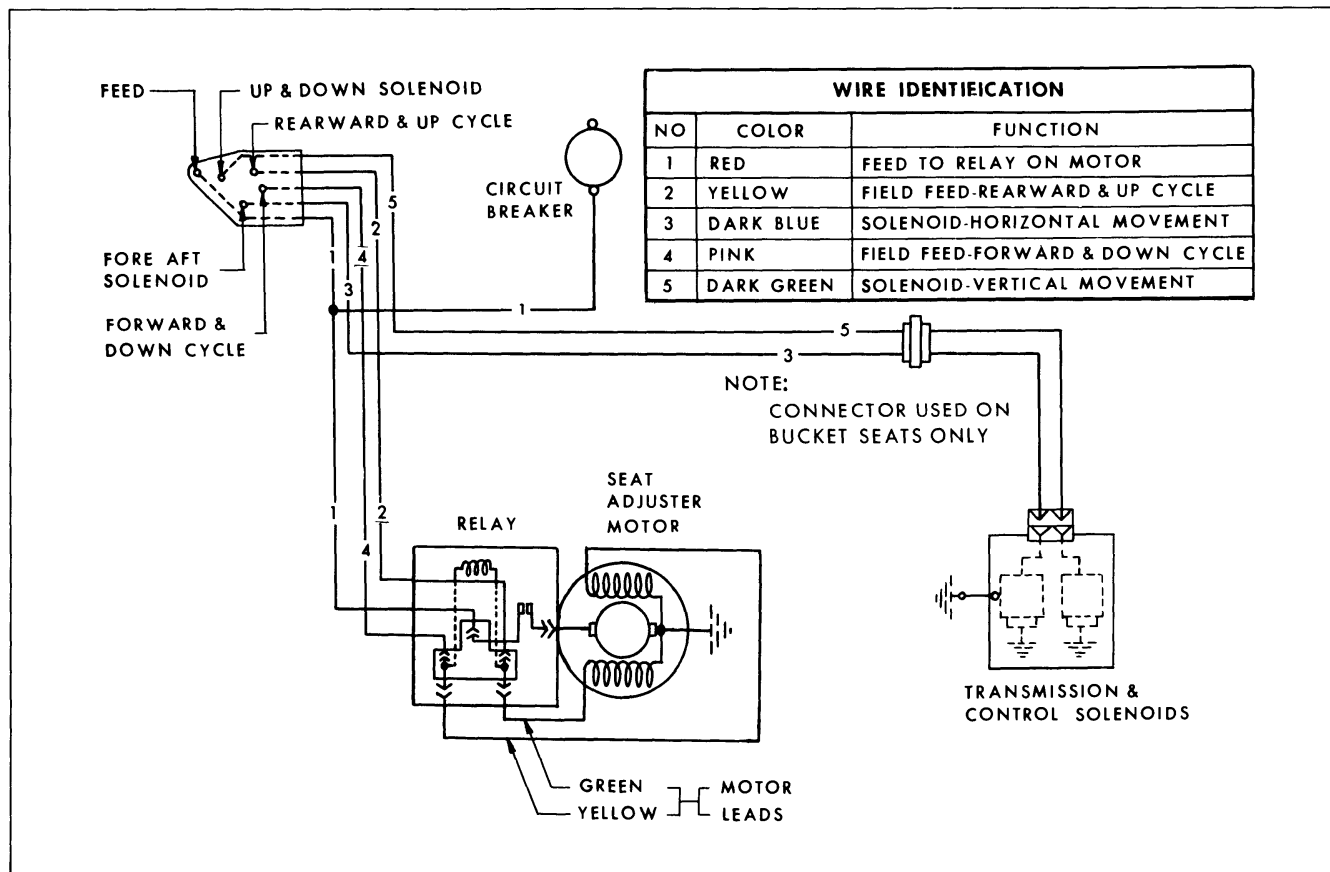 FEED
UP & DOWN SOLENOID
REARWARD & UP CYCLE
FORE AFT
SOLENOID
FORWARD &
DOWN CYCLE
CIRCUIT
BREAKER
WIRE IDENTIFICATION
NO COLOR FUNCTION
1 RED FEED TO RELAY ON MOTOR
2 YELLOW FIELD FEED-REARWARD & UP CYCLE
3 DARK BLUE SOLENOID-HORIZONTAL MOVEMENT
4 PINK FIELD FEED-FORWARD & DOWN CYCLE
5 DARK GREEN SOLENOID-VERTICAL MOVEMENT
5
2
1
4
3
1
5
3
NOTE:
CONNECTOR USED ON
BUCKET SEATS ONLY
SEAT
ADJUSTER
MOTOR
RELAY
1
2
4
TRANSMISSION &
CONTROL SOLENOIDS
GREEN
YELLOW
MOTOR
LEADS